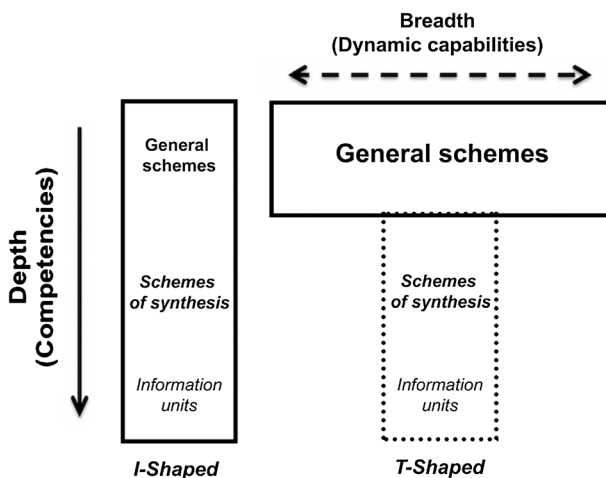 Breadth
(Dynamic capabilities)
Depth
(Competencies)
General
schemes
Schemes
of synthesis
Information
units
I-Shaped
General schemes
Schemes
of synthesis
Information
units
T-Shaped